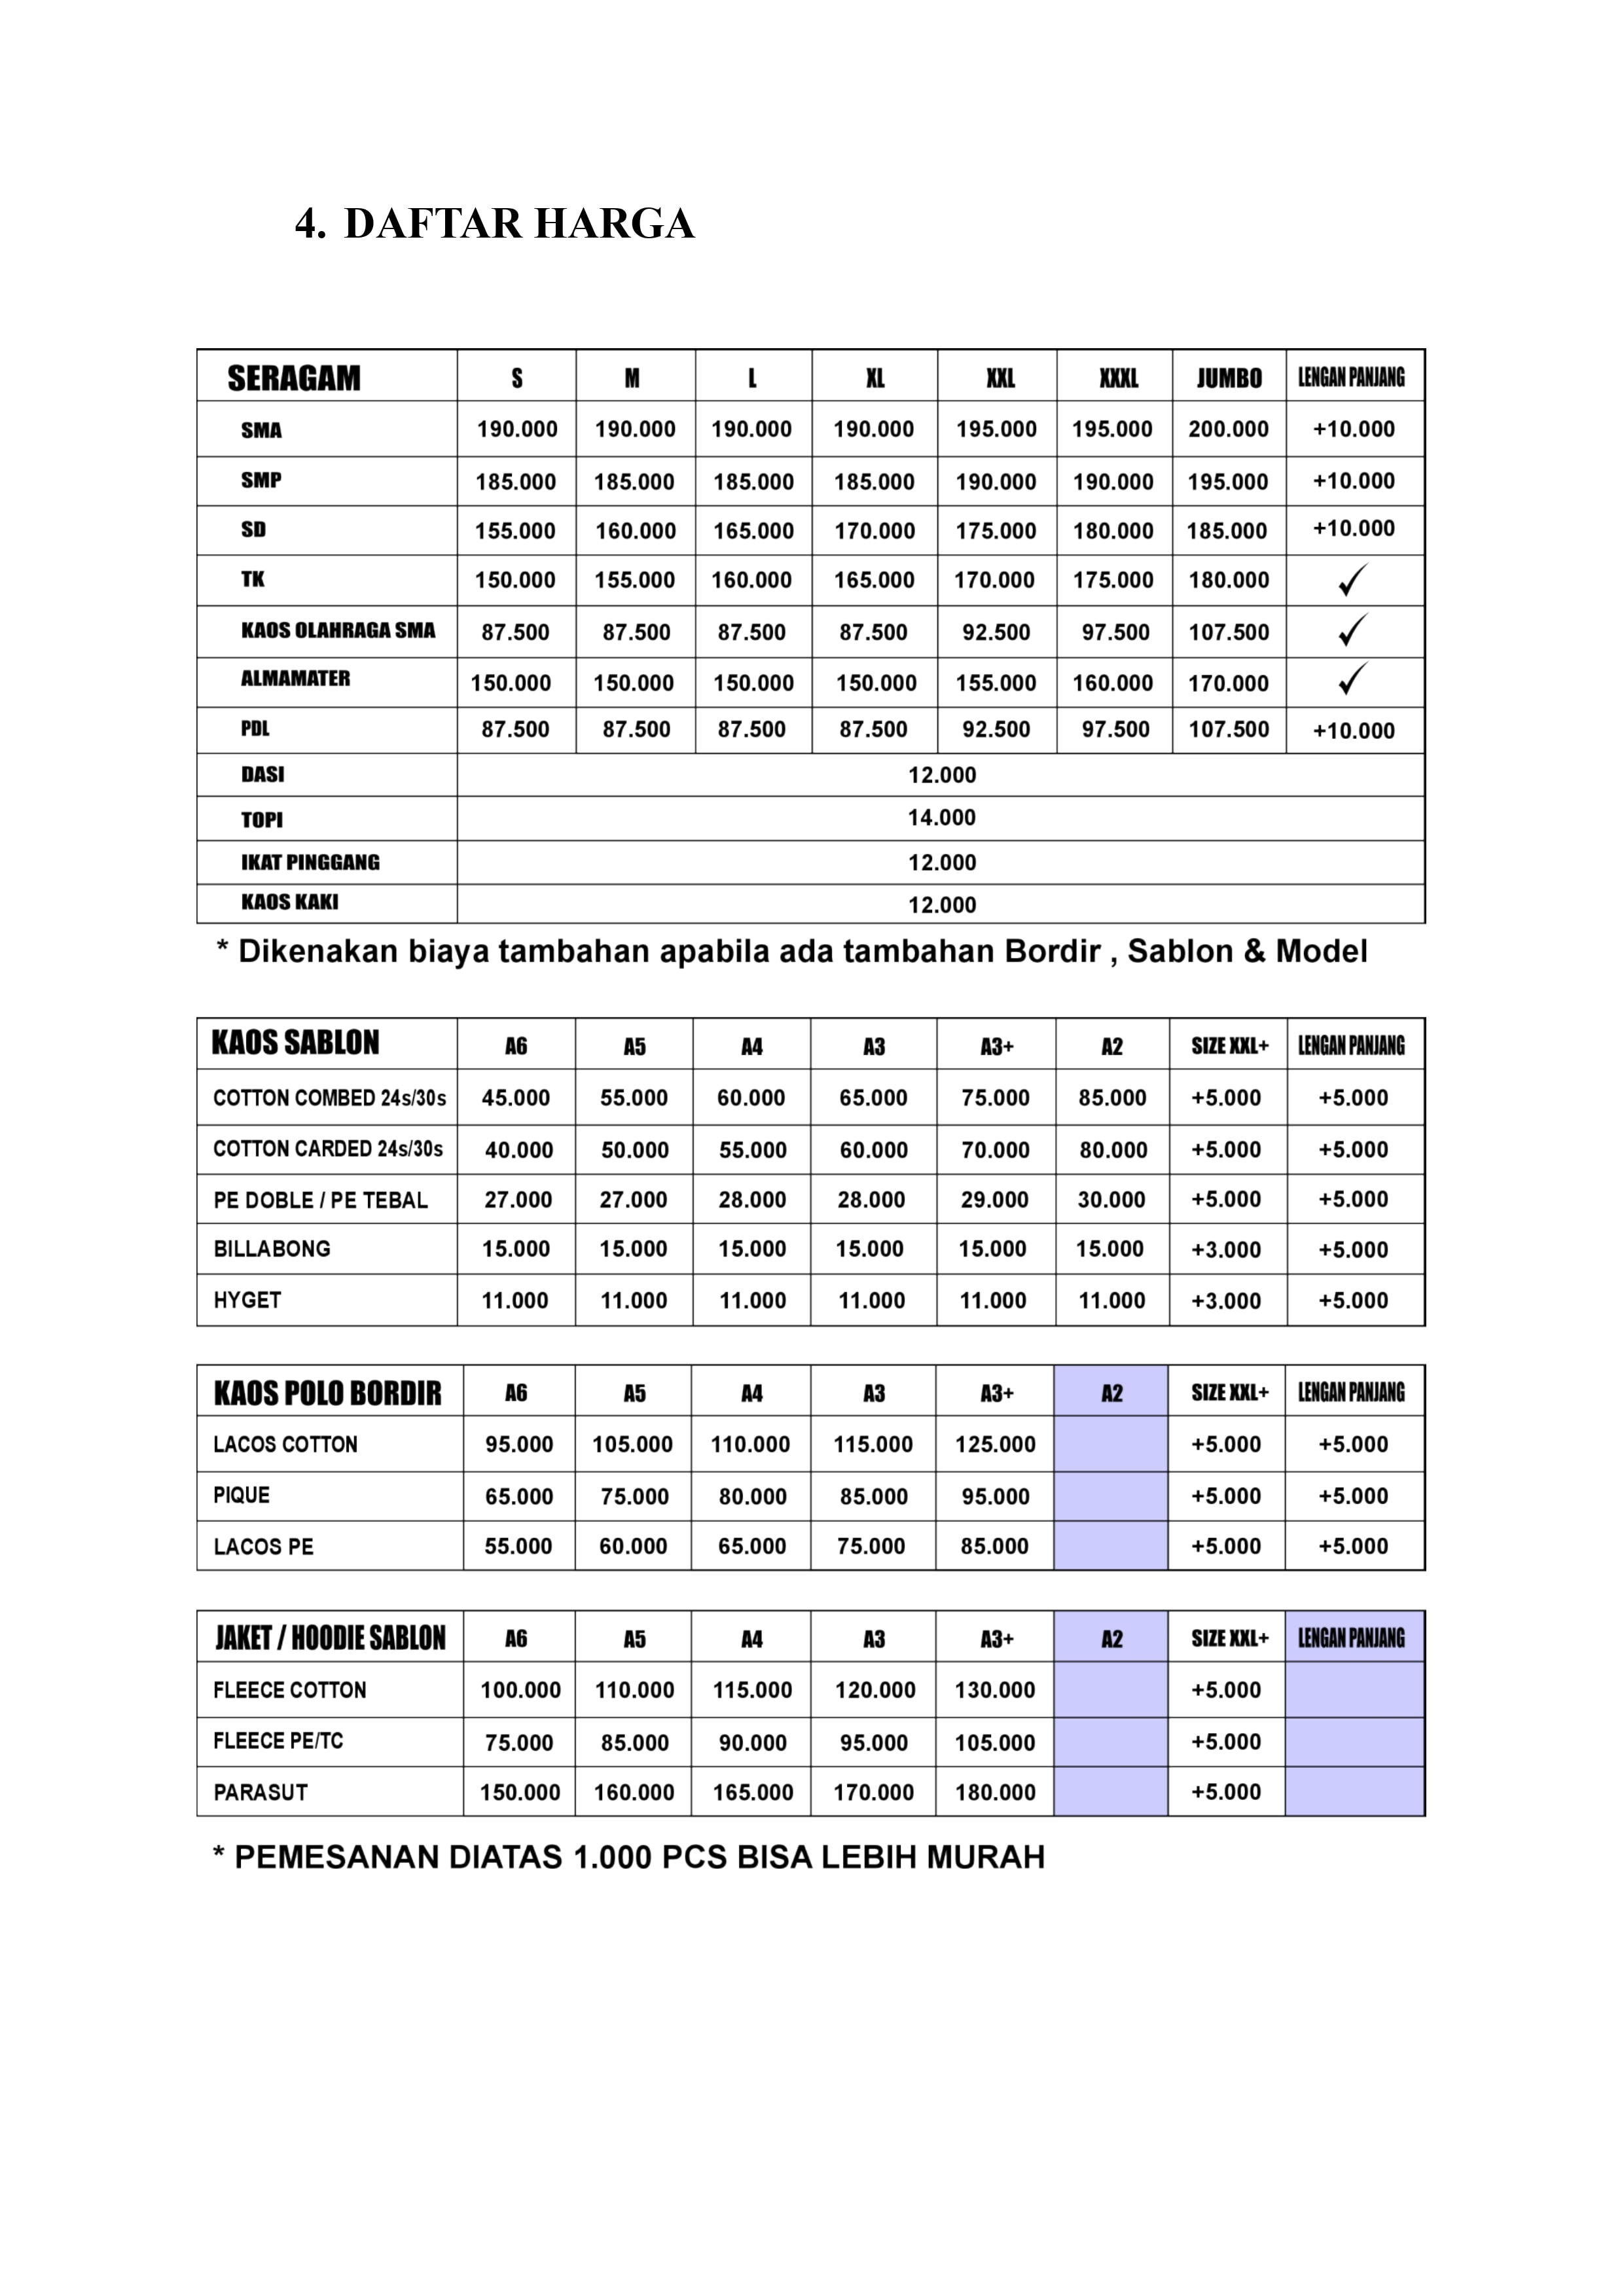 4. DAFTAR HARGA
SERAGAM S M L XL XXL XXXL JUMBO LENGAN PANJANG
SMA 190.000 190.000 190.000 190.000 195.000 195.000 200.000 +10.000
SMP 185.000 185.000 185.000 185.000 190.000 190.000 195.000 +10.000
SD 155.000 160.000 165.000 170.000 175.000 180.000 185.000 +10.000
TK 150.000 155.000 160.000 165.000 170.000 175.000 180.000 ✓
KAOS OLAHRAGA SMA 87.500 87.500 87.500 87.500 92.500 97.500 107.500 ✓
ALMAMATER 150.000 150.000 150.000 150.000 155.000 160.000 170.000 ✓
PDL 87.500 87.500 87.500 87.500 92.500 97.500 107.500 +10.000
DASI 12.000
TOPI 14.000
IKAT PINGGANG 12.000
KAOS KAKI 12.000
* Dikenakan biaya tambahan apabila ada tambahan Bordir , Sablon & Model
KAOS SABLON A6 A5 A4 A3 A3+ A2 SIZE XXL+ LENGAN PANJANG
COTTON COMBED 24s/30s 45.000 55.000 60.000 65.000 75.000 85.000 +5.000 +5.000
COTTON CARDED 24s/30s 40.000 50.000 55.000 60.000 70.000 80.000 +5.000 +5.000
PE DOBLE / PE TEBAL 27.000 27.000 28.000 28.000 29.000 30.000 +5.000 +5.000
BILLABONG 15.000 15.000 15.000 15.000 15.000 15.000 +3.000 +5.000
HYGET 11.000 11.000 11.000 11.000 11.000 11.000 +3.000 +5.000
KAOS POLO BORDIR A6 A5 A4 A3 A3+ A2 SIZE XXL+ LENGAN PANJANG
LACOS COTTON 95.000 105.000 110.000 115.000 125.000 +5.000 +5.000
PIQUE 65.000 75.000 80.000 85.000 95.000 +5.000 +5.000
LACOS PE 55.000 60.000 65.000 75.000 85.000 +5.000 +5.000
JAKET / HOODIE SABLON A6 A5 A4 A3 A3+ A2 SIZE XXL+ LENGAN PANJANG
FLEECE COTTON 100.000 110.000 115.000 120.000 130.000 +5.000
FLEECE PE/TC 75.000 85.000 90.000 95.000 105.000 +5.000
PARASUT 150.000 160.000 165.000 170.000 180.000 +5.000
* PEMESANAN DIATAS 1.000 PCS BISA LEBIH MURAH